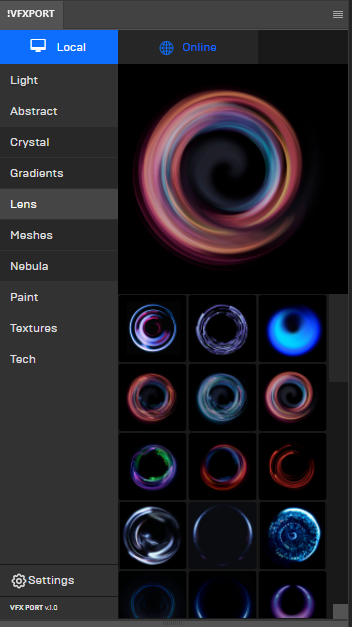 !VFXPORT
Local
Online
Light
Abstract
Crystal
Gradients
Lens
Meshes
Nebula
Paint
Textures
Tech
Settings
VFX PORT v.1.0